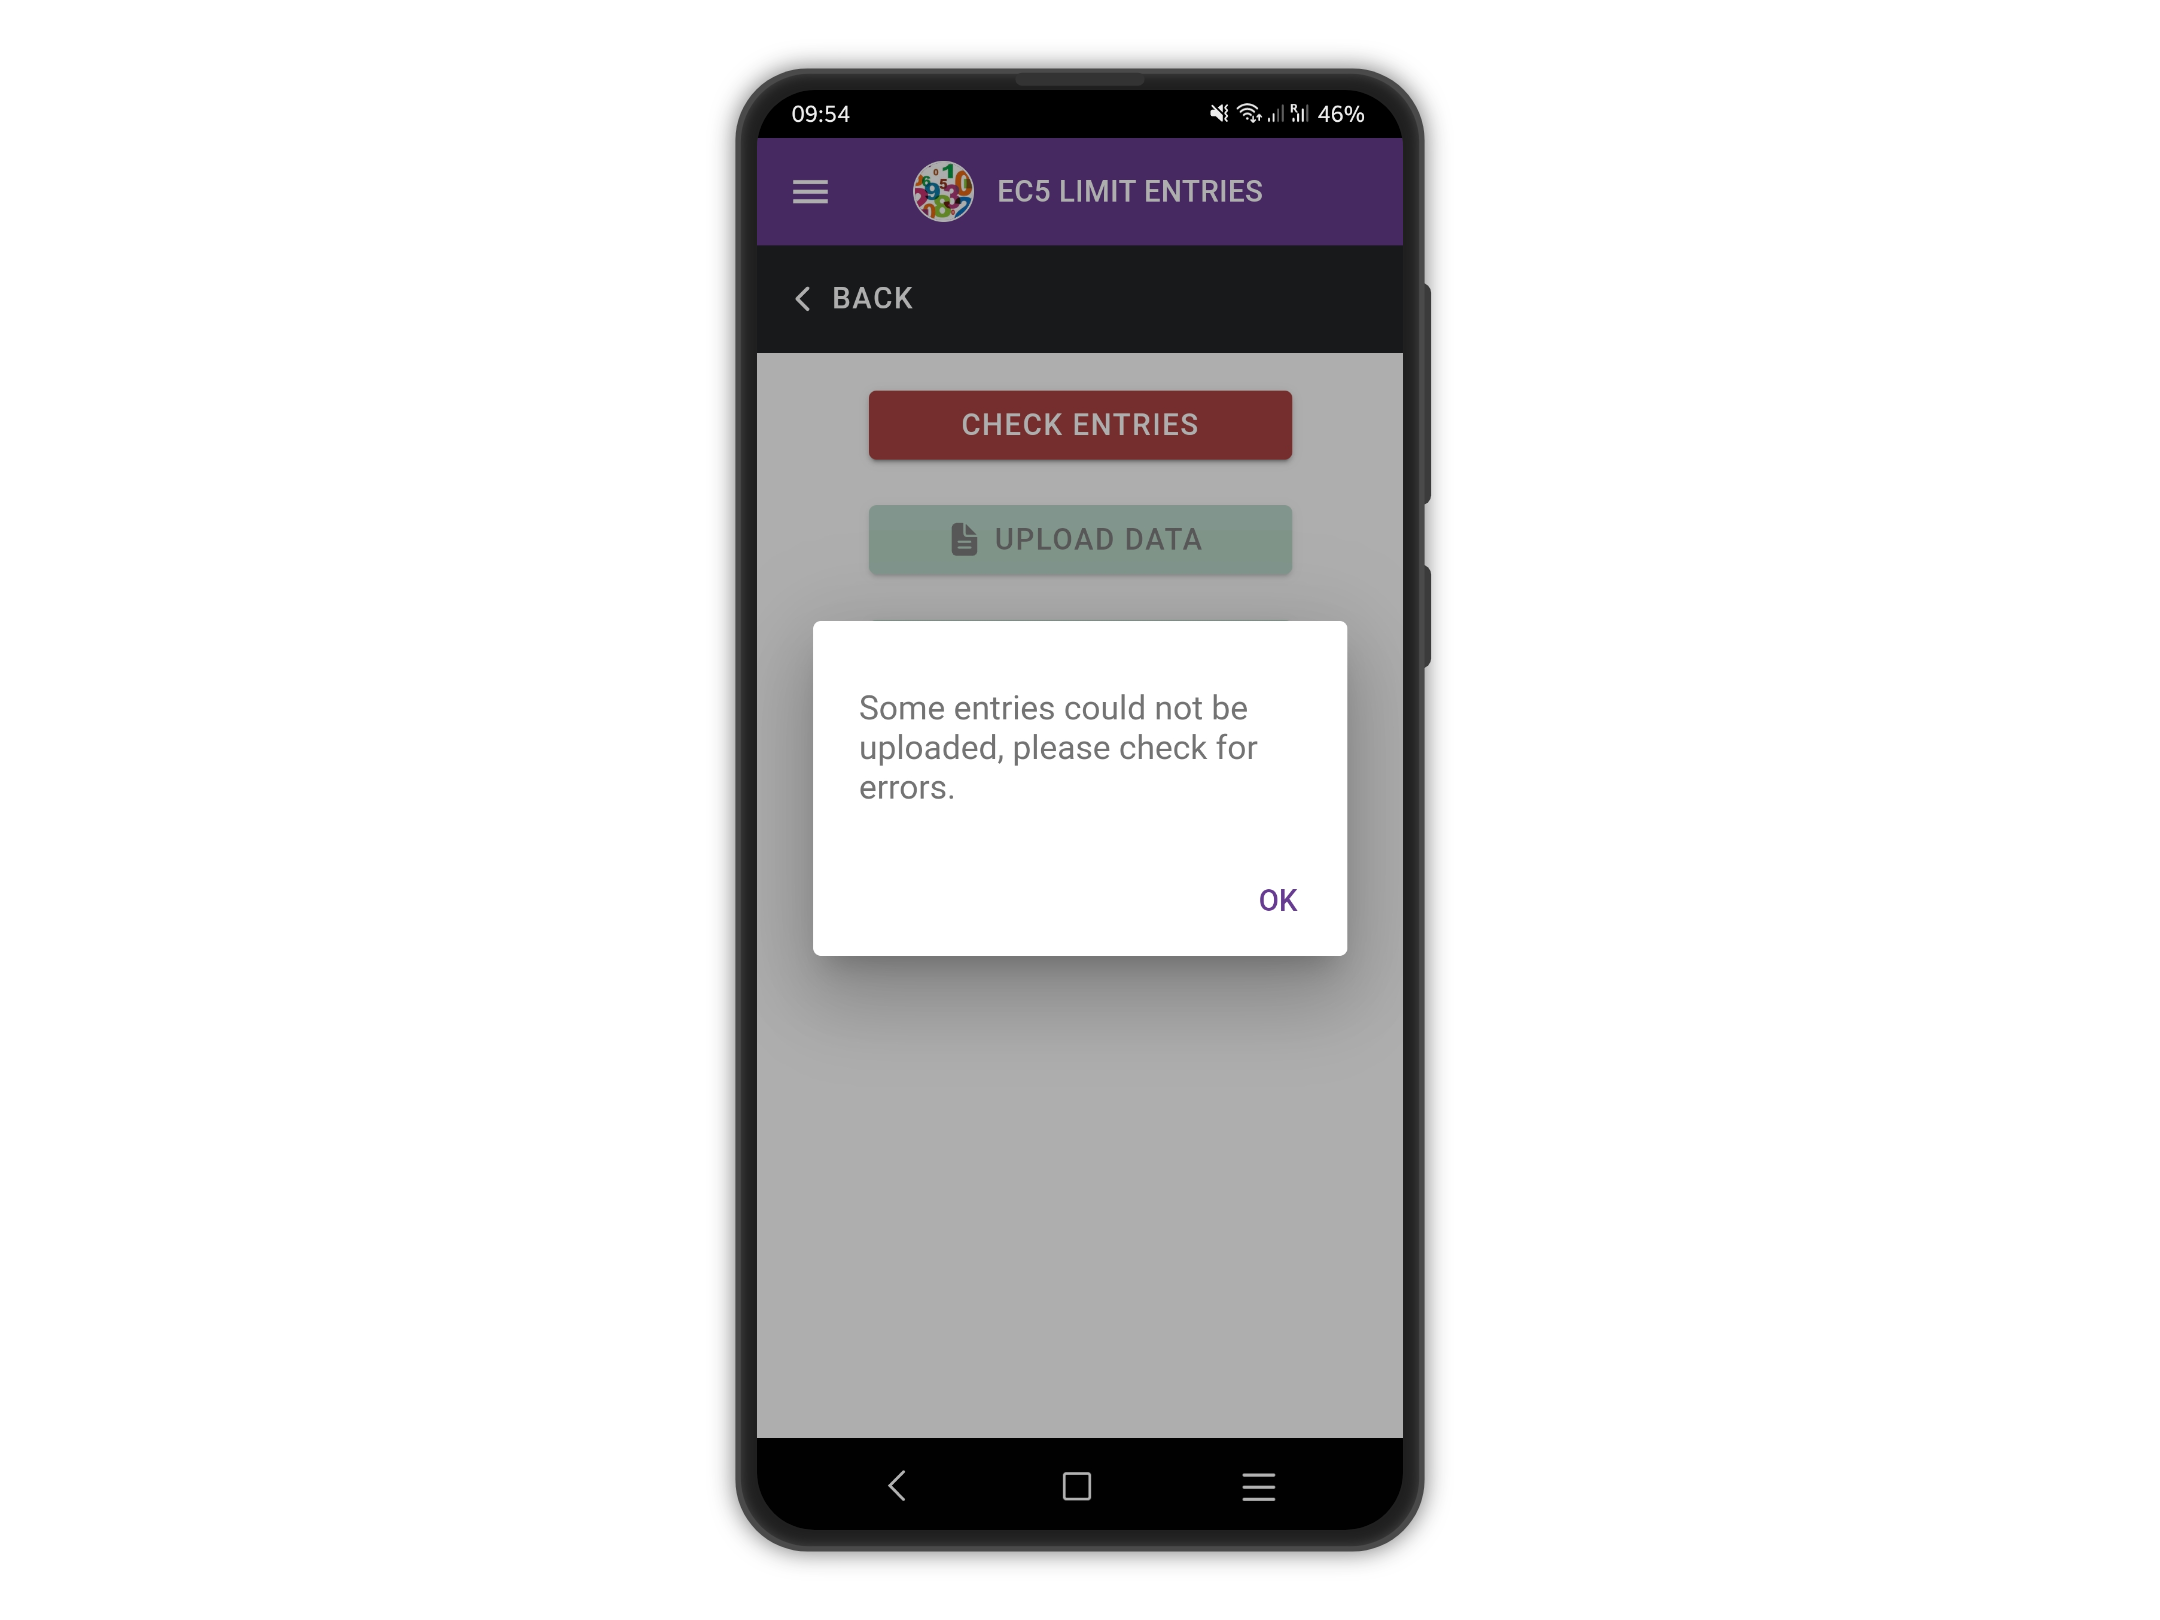 09:54
R 46%
EC5 LIMIT ENTRIES
BACK
CHECK ENTRIES
UPLOAD DATA
Some entries could not be
uploaded, please check for
errors.
OK